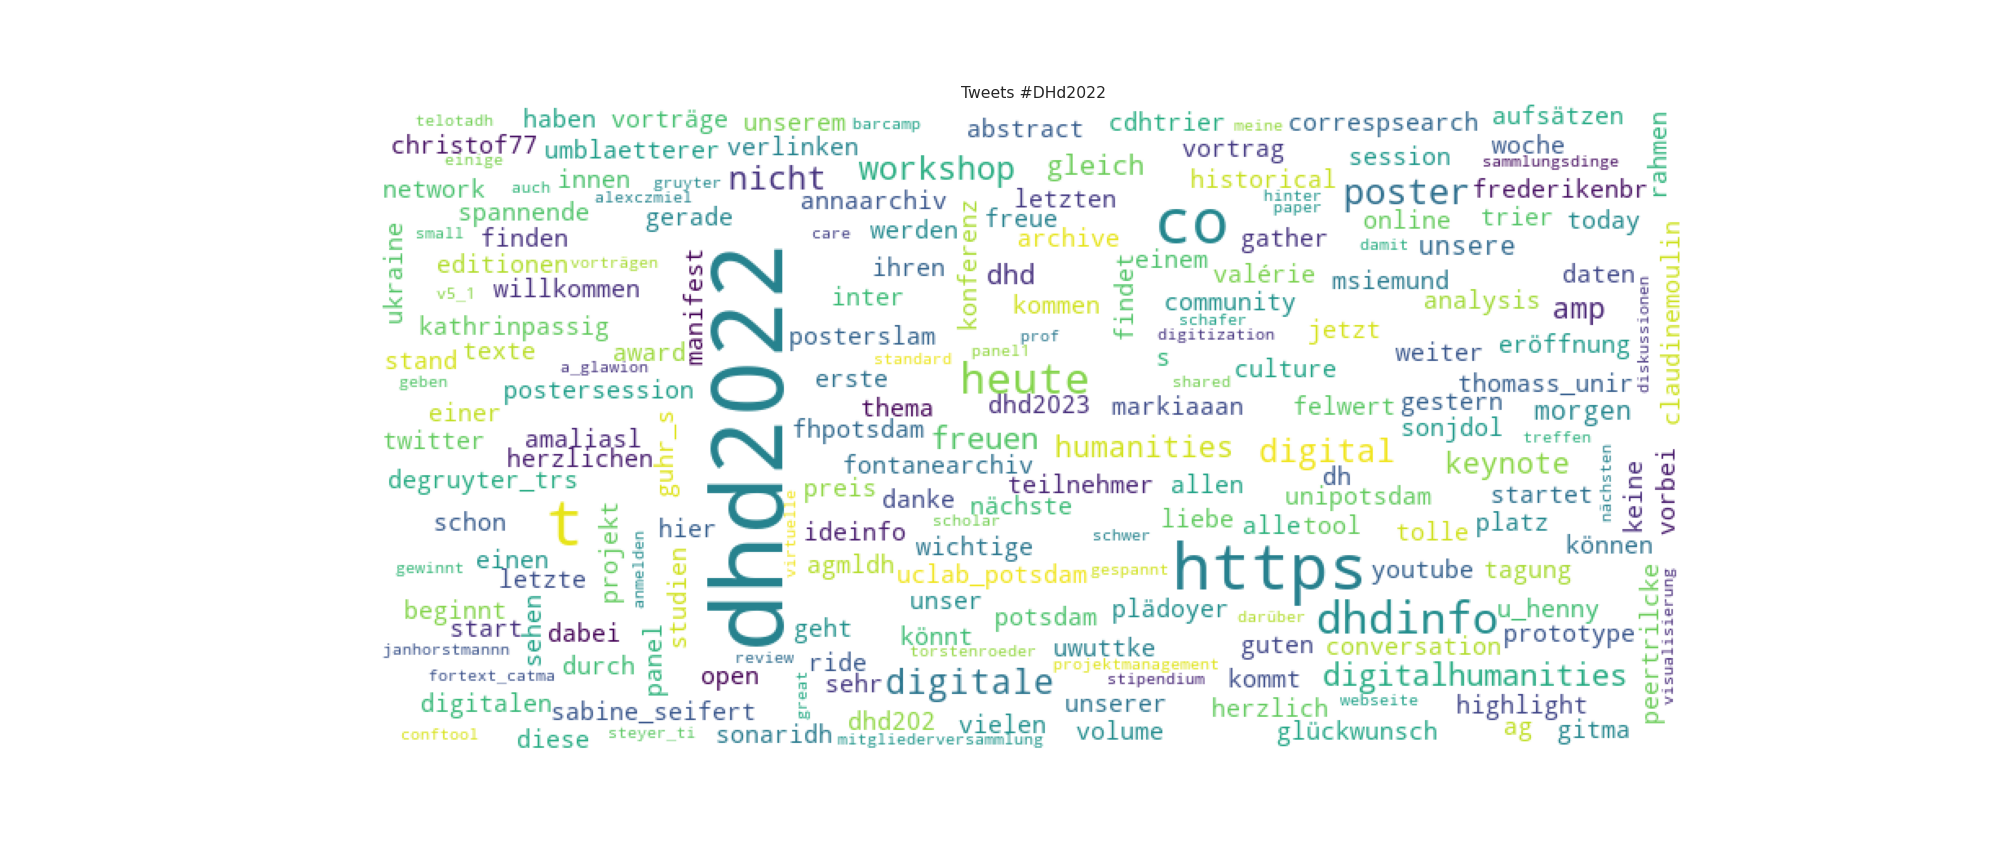 Tweets #DHd2022
telotadh
haben
vorträge
unserem
barcamp
abstract
cdhtrier
meine
correspsearch
aufsätzen
rahmen
christof77
einige
umblaetterer
verlinken
nicht
workshop
gleich
vortrag
session
woche
sammlungsdinge
network
auch
innen
gruyter
alexczmiel
annaarchiv
letzten
historical
hinter
paper
poster
frederikenbr
spannende
gerade
freue
co
online
trier
today
small
finden
care
werden
konferenz
archive
gather
damit
unsere
claudinemoulin
ukraine
editionen
vorträgen
manifest
dhd2022
ihren
dhd
findet
einem
valérie
msiemund
daten
v5_1
willkommen
inter
kommen
community
analysis
amp
diskussionen
kathrinpassig
posterslam
prof
schafer
digitization
jetzt
stand
texte
award
standard
panel1
s
weiter
eröffnung
geben
a_glawion
postersession
erste
heute
shared
culture
thomass_unir
einer
guhr_s
thema
dhd2023
markiaaan
felwert
gestern
morgen
twitter
amaliasl
herzlichen
fhpotsdam
freuen
humanities
digital
sonjdol
treffen
degruyter_trs
fontanearchiv
teilnehmer
allen
dh
keynote
nächsten
keine
vorbei
schon
t
projekt
hier
virtuelle
preis
danke
nächste
unipotsdam
startet
ideinfo
scholar
schwer
liebe
alle
tool
tolle
platz
können
gewinnt
einen
letzte
anmelden
studien
agmldh
wichtige
uclab_potsdam
gespannt
https
youtube
tagung
peertrilcke
visualisierung
beginnt
start
sehen
dabei
panel
unser
potsdam
plädoyer
darüber
dhdinfo
u_henny
geht
könnt
torstenroeder
uwuttke
guten
conversation
prototype
janhorstmannn
durch
review
ride
projektmanagement
fortext_catma
open
great
sehr
digitale
stipendium
kommt
digitalhumanities
digitalen
sabine_seifert
dhd202
vielen
unserer
herzlich
webseite
highlight
conftool
diese
steyer_ti
sonaridh
mitgliederversammlung
volume
glückwunsch
ag
gitma